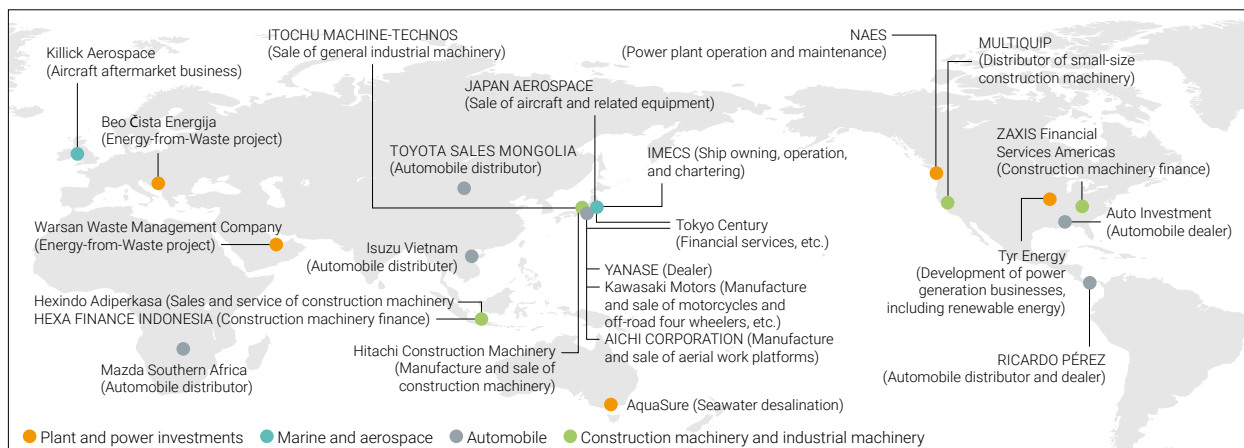 Killick Aerospace
(Aircraft aftermarket business)
ITOCHU MACHINE-TECHNOS
(Sale of general industrial machinery)
NAES
(Power plant operation and maintenance)
MULTIQUIP
(Distributor of small-size
construction machinery)
JAPAN AEROSPACE
(Sale of aircraft and related equipment)
Beo Čista Energija
(Energy-from-Waste project)
TOYOTA SALES MONGOLIA
(Automobile distributor)
IMECS (Ship owning, operation,
and chartering)
ZAXIS Financial
Services Americas
(Construction machinery finance)
Warsan Waste Management Company
(Energy-from-Waste project)
Isuzu Vietnam
(Automobile distributer)
Tokyo Century
(Financial services, etc.)
Auto Investment
(Automobile dealer)
Tyr Energy
(Development of power
generation businesses,
including renewable energy)
YANASE (Dealer)
Kawasaki Motors (Manufacture
and sale of motorcycles and
off-road four wheelers, etc.)
AICHI CORPORATION (Manufacture
and sale of aerial work platforms)
Hexindo Adiperkasa (Sales and service of construction machinery
HEXA FINANCE INDONESIA (Construction machinery finance)
Hitachi Construction Machinery
(Manufacture and sale of
construction machinery)
Mazda Southern Africa
(Automobile distributor)
RICARDO PÉREZ
(Automobile distributor and dealer)
AquaSure (Seawater desalination)
Plant and power investments
Marine and aerospace
Automobile
Construction machinery and industrial machinery